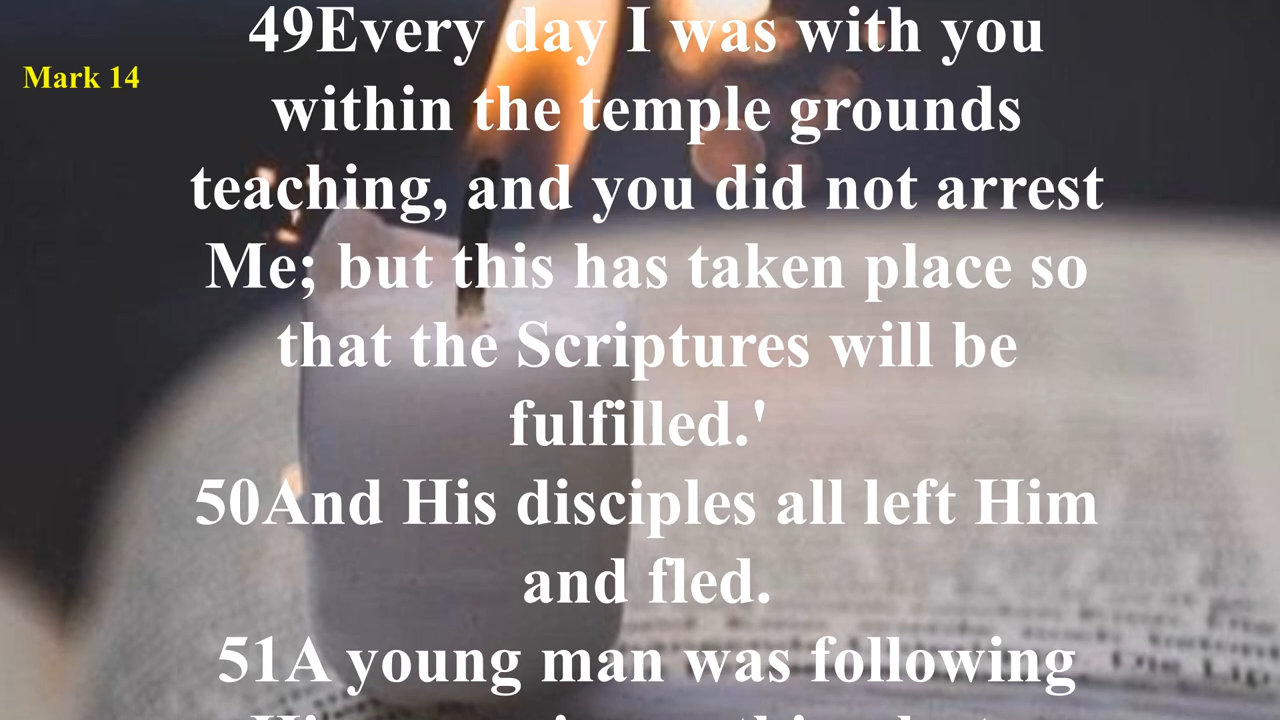 Mark 14
49Every day I was with you
within the temple grounds
teaching, and you did not arrest
Me; but this has taken place so
that the Scriptures will be
fulfilled.'
50And His disciples all left Him
and fled.
51A young man was following